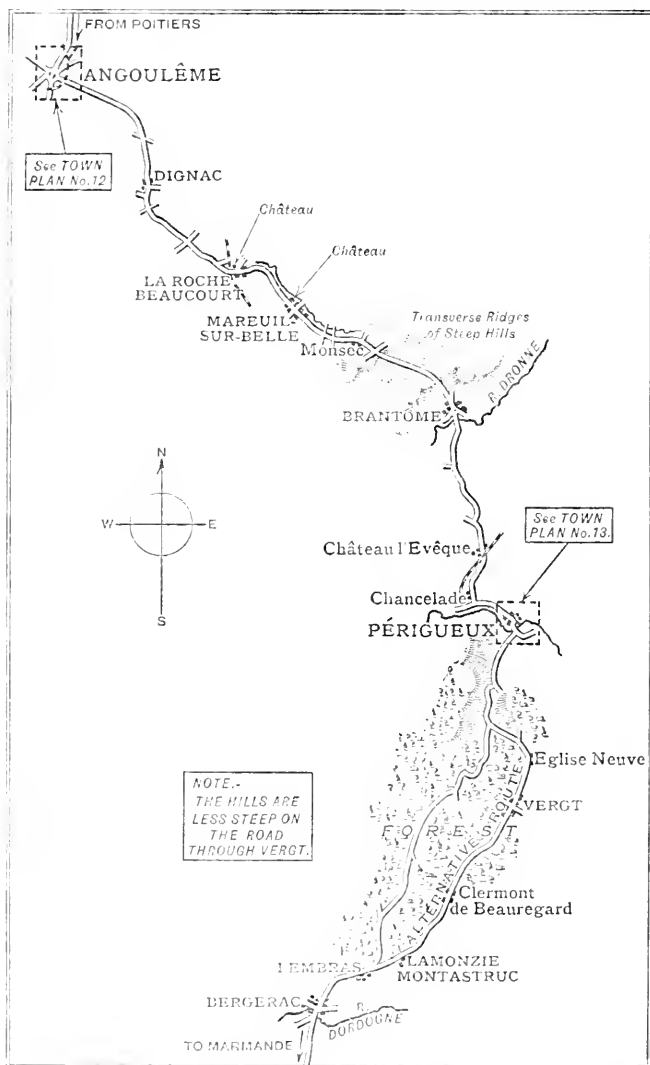 FROM POITIERS
ANGOULÊME
See TOWN
PLAN No.12
DIGNAC
Château
Château
LA ROCHE
BEAUCOURT
MAREUIL-
SUR-BELLE
Monsec
Transverse Ridges
of Steep Hills
R. DRONNE
BRANTÔME
N
W
E
S
See TOWN
PLAN No.13.
Château l'Evêque
Chancelade
PÉRIGUEUX
Eglise Neuve
NOTE.-
THE HILLS ARE
LESS STEEP ON
THE ROAD
THROUGH VERGT.
VERGT
FOREST
ALTERNATIVE ROUTE
Clermont
de Beauregard
LAMONZIE
MONTASTRUC
LEMBRAS
BERGERAC
R.
DORDOGNE
TO MARMANDE